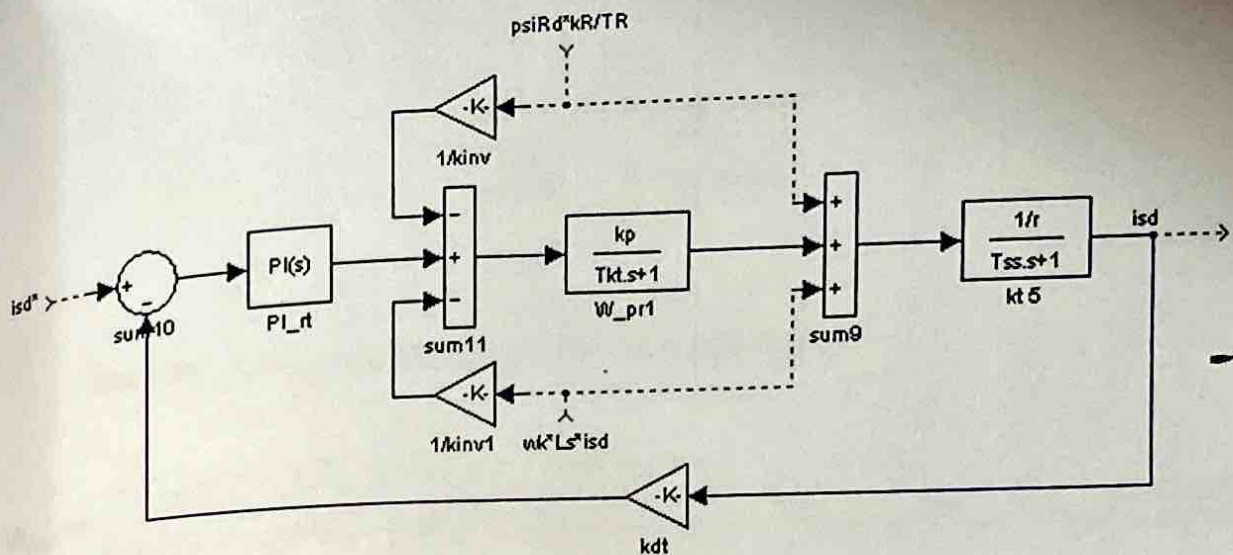 psiRd*kR/TR
-K-
1/kinv
isd*
+
-
sum10
PI(s)
PI_rt
-
+
-
sum11
kp
Tkt.s+1
W_pr1
+
+
+
sum9
1/r
Tss.s+1
kt5
isd
-K-
1/kinv1
wk*Ls*isd
-K-
kdt